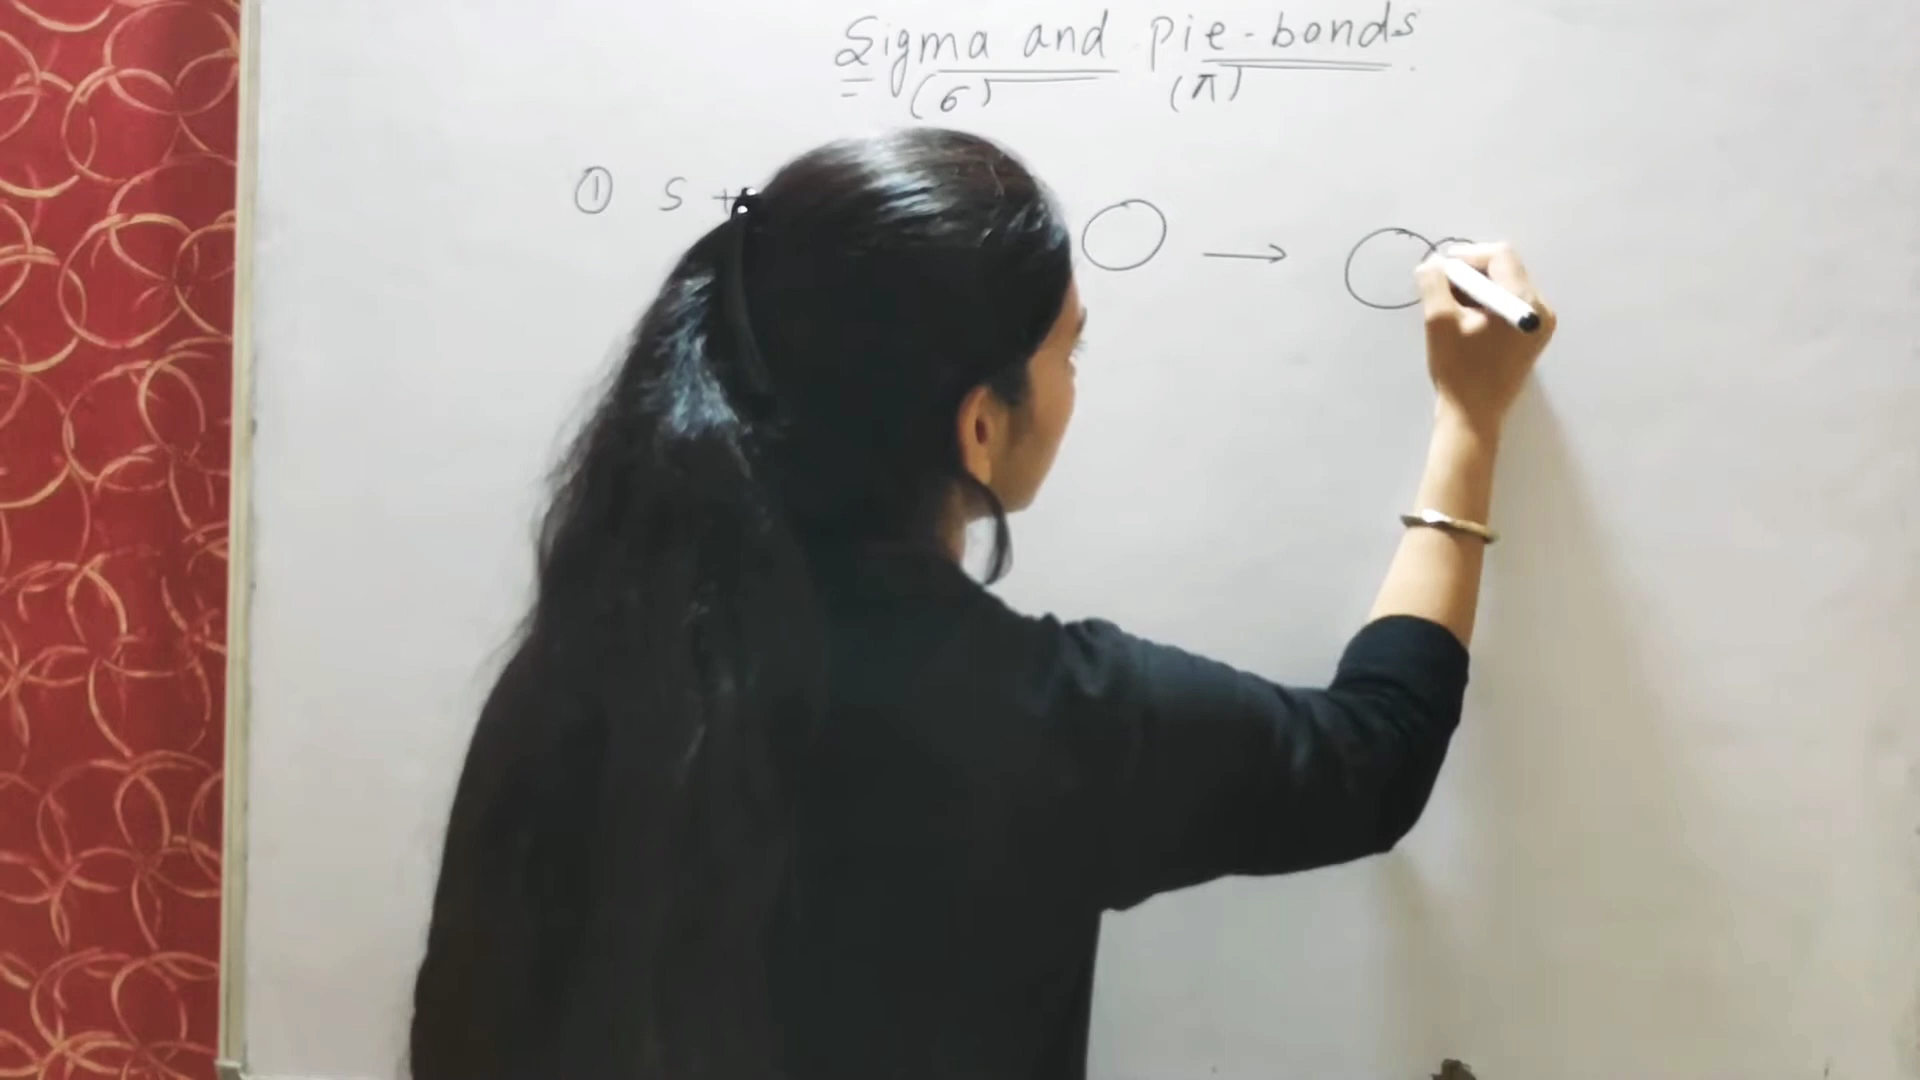 Sigma and pie-bonds.
(σ) (π)
① S +